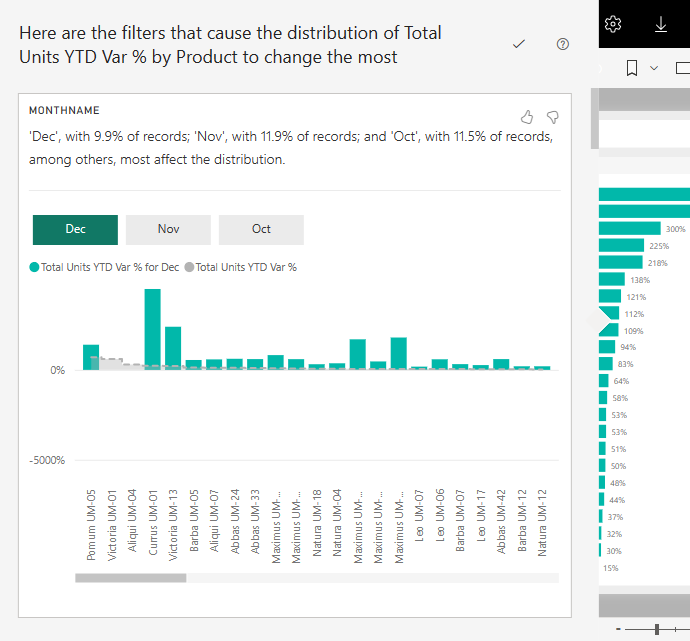 Here are the filters that cause the distribution of Total
Units YTD Var % by Product to change the most
MONTHNAME
'Dec', with 9.9% of records; 'Nov', with 11.9% of records; and 'Oct', with 11.5% of records,
among others, most affect the distribution.
Dec
Nov
Oct
Total Units YTD Var % for Dec
Total Units YTD Var %
0%
-5000%
Pomum UM-05
Victoria UM-01
Aliqui UM-04
Currus UM-01
Victoria UM-13
Barba UM-05
Aliqui UM-07
Abbas UM-24
Abbas UM-33
Maximus UM-...
Maximus UM-...
Natura UM-18
Natura UM-04
Maximus UM-...
Maximus UM-...
Maximus UM-...
Leo UM-07
Leo UM-06
Barba UM-07
Leo UM-17
Abbas UM-42
Barba UM-12
Natura UM-12
300%
225%
218%
138%
121%
112%
109%
94%
83%
64%
58%
53%
53%
51%
50%
48%
44%
37%
32%
30%
15%